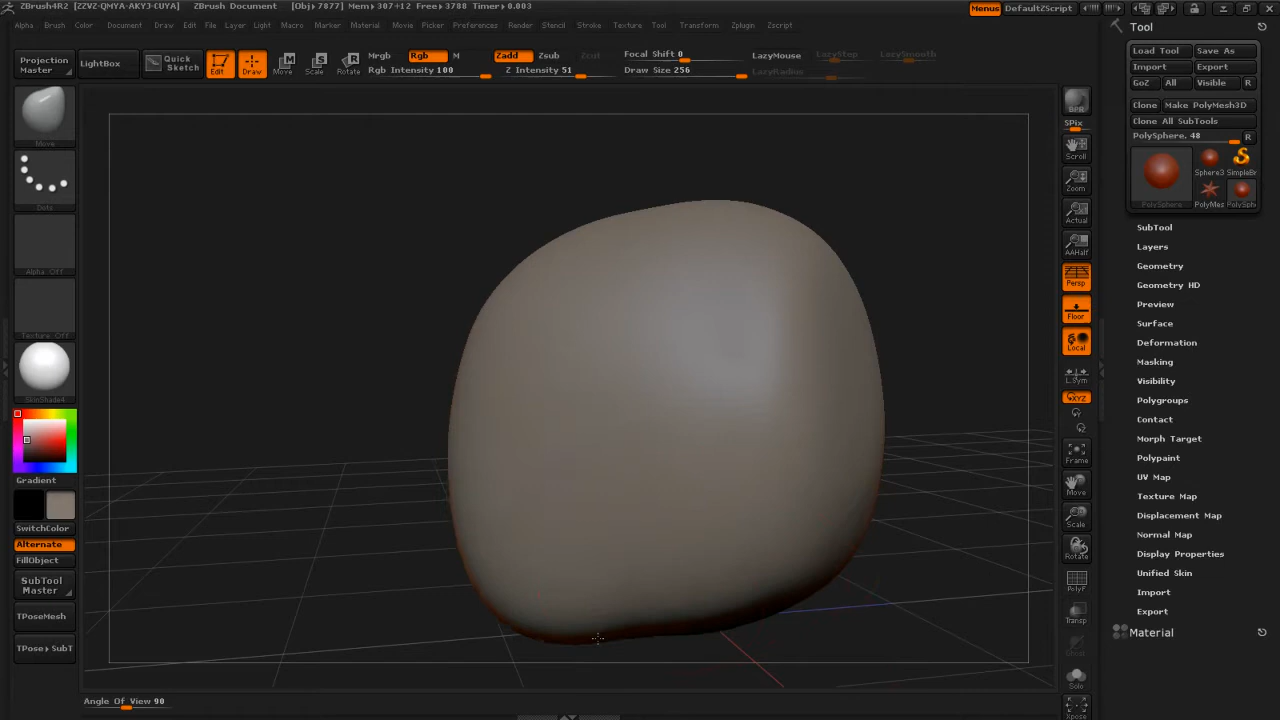 ZBrush4R2 [ZZVZ-QMYA-AKYJ-CUYA] ZBrush Document [Obj▸7877] Mem▸307+12 Free▸3788 Timer▸0.003 Menus DefaultZScript
Alpha Brush Color Document Draw Edit File Layer Light Macro Marker Material Movie Picker Preferences Render Stencil Stroke Texture Tool Transform Zplugin Zscript
Projection Master
LightBox
Quick Sketch
Edit
Draw
Move
Scale
Rotate
Mrgb Rgb M
Rgb Intensity 100
Zadd Zsub Zcut
Z Intensity 51
Focal Shift 0
Draw Size 256
LazyMouse LazyStep LazySmooth
LazyRadius
Move
Dots
Alpha Off
Texture Off
SkinShade4
Gradient
SwitchColor
Alternate
FillObject
SubTool Master
TPoseMesh
TPose▸SubT
Angle Of View 90
BPR
SPix
Scroll
Zoom
Actual
AAHalf
Persp
Floor
Local
L.Sym
XYZ
Frame
Move
Scale
Rotate
PolyF
Transp
Solo
Xpose
Tool
Load Tool Save As
Import Export
GoZ All Visible R
Clone Make PolyMesh3D
Clone All SubTools
PolySphere. 48 R
PolySphere
Sphere3 SimpleBr
PolyMes PolySphe
SubTool
Layers
Geometry
Geometry HD
Preview
Surface
Deformation
Masking
Visibility
Polygroups
Contact
Morph Target
Polypaint
UV Map
Texture Map
Displacement Map
Normal Map
Display Properties
Unified Skin
Import
Export
Material